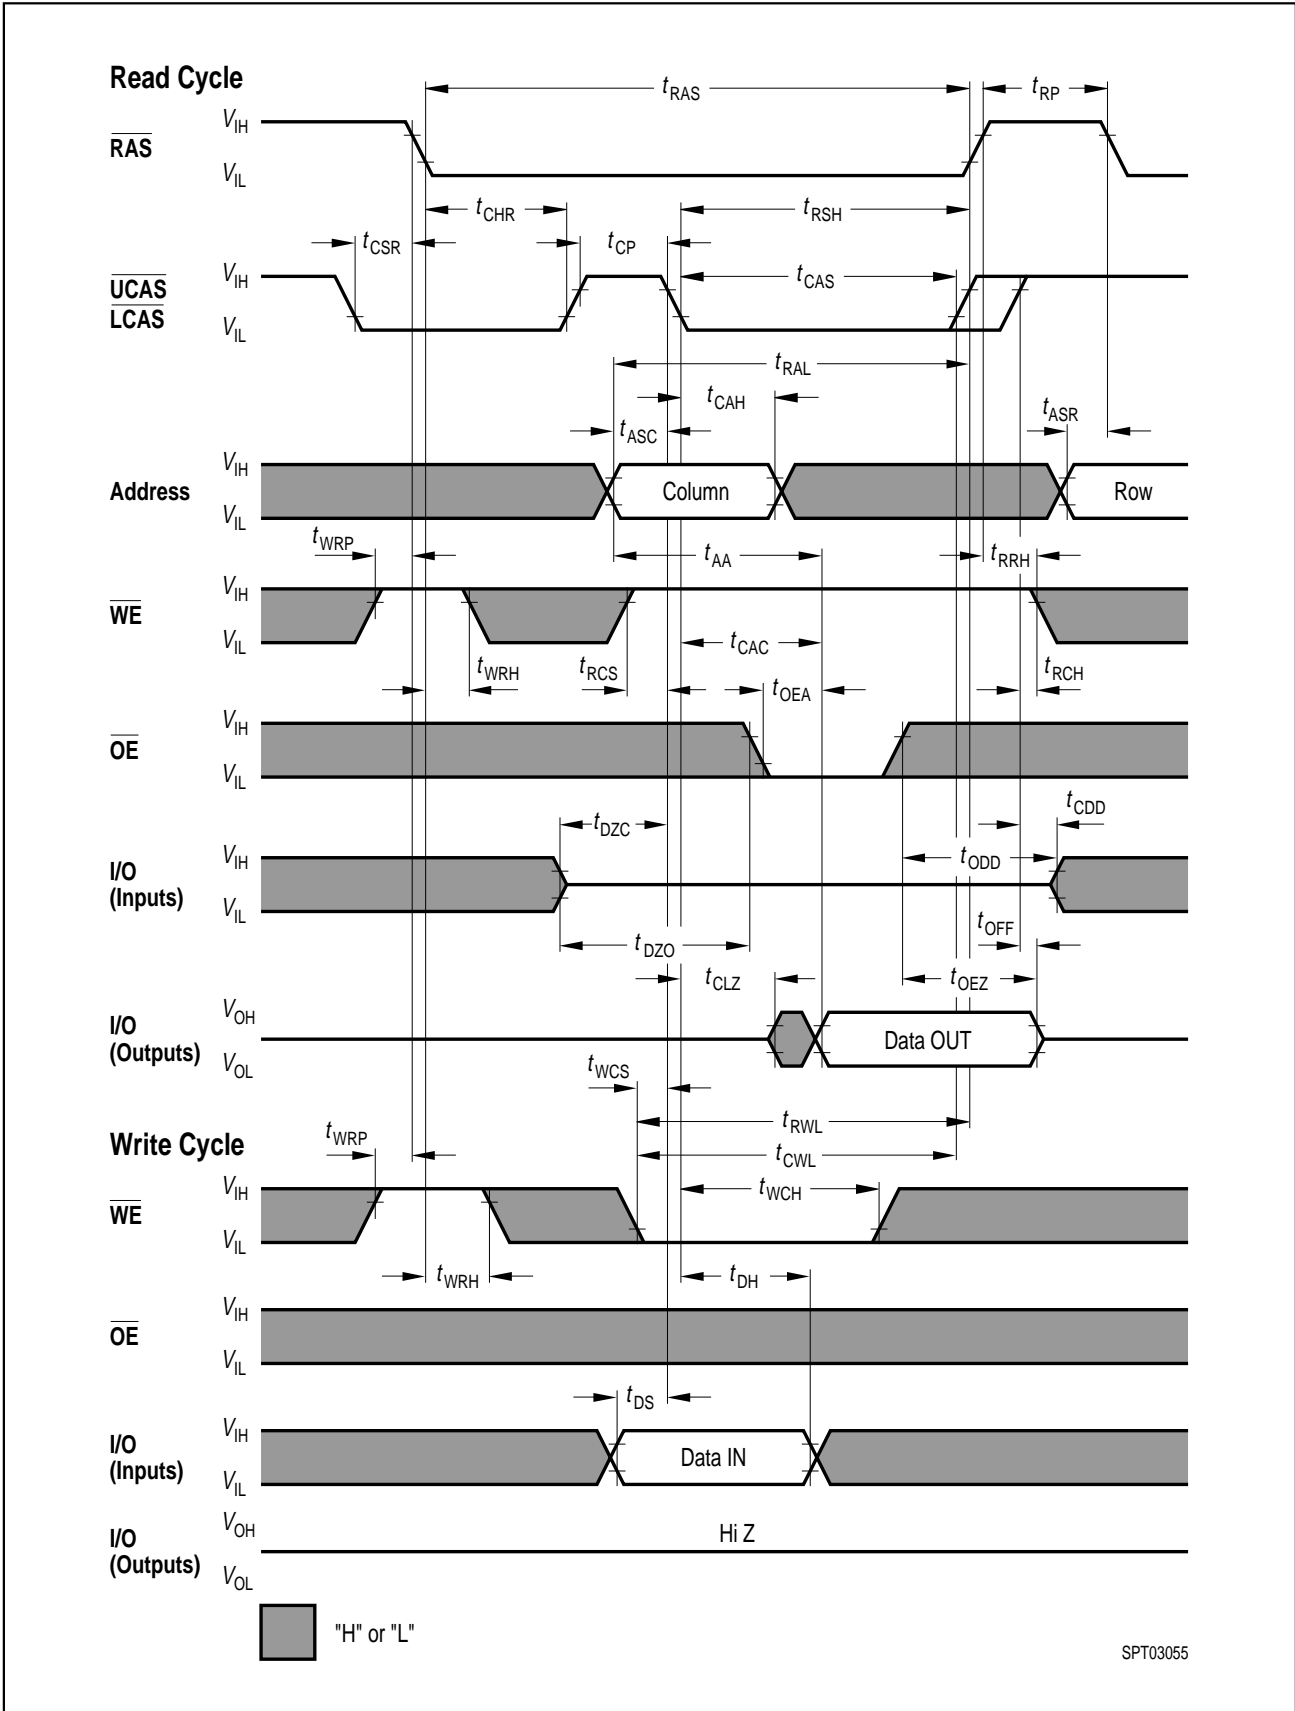 Read Cycle
tRAS
tRP
RAS
VIH
VIL
tCHR
tRSH
tCSR
tCP
UCAS
LCAS
VIH
tCAS
VIL
tRAL
tCAH
tASC
tASR
Address
VIH
Column
Row
VIL
tWRP
tAA
tRRH
WE
VIH
VIL
tCAC
tWRH
tRCS
tOEA
tRCH
OE
VIH
VIL
tDZC
tCDD
I/O
(Inputs)
VIH
tODD
VIL
tDZO
tOFF
tCLZ
tOEZ
I/O
(Outputs)
VOH
Data OUT
VOL
tWCS
tRWL
Write Cycle
tWRP
tCWL
WE
VIH
tWCH
VIL
tWRH
tDH
OE
VIH
VIL
tDS
I/O
(Inputs)
VIH
Data IN
VIL
I/O
(Outputs)
VOH
Hi Z
VOL
"H" or "L"
SPT03055